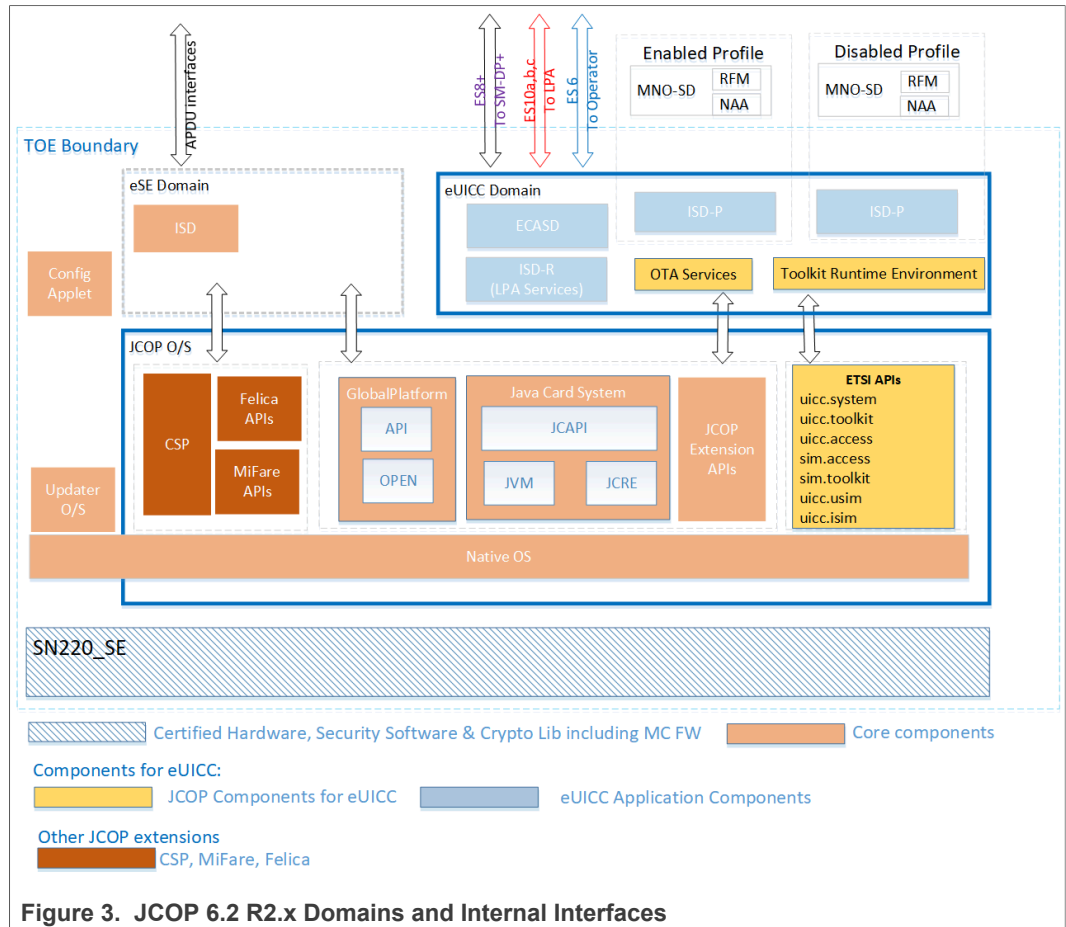 APDU interfaces
ES8+
To SM-DP+
ES10a,b,c
To LPA
ES.6
To Operator
Enabled Profile
MNO-SD
RFM
NAA
Disabled Profile
MNO-SD
RFM
NAA
TOE Boundary
eSE Domain
ISD
eUICC Domain
ECASD
ISD-P
ISD-P
ISD-R
(LPA Services)
OTA Services
Toolkit Runtime Environment
Config
Applet
JCOP O/S
CSP
Felica
APIs
MiFare
APIs
GlobalPlatform
API
OPEN
Java Card System
JCAPI
JVM
JCRE
JCOP
Extension
APIs
ETSI APIs
uicc.system
uicc.toolkit
uicc.access
sim.access
sim.toolkit
uicc.usim
uicc.isim
Updater
O/S
Native OS
SN220_SE
Certified Hardware, Security Software & Crypto Lib including MC FW
Core components
Components for eUICC:
JCOP Components for eUICC
eUICC Application Components
Other JCOP extensions
CSP, MiFare, Felica
Figure 3. JCOP 6.2 R2.x Domains and Internal Interfaces